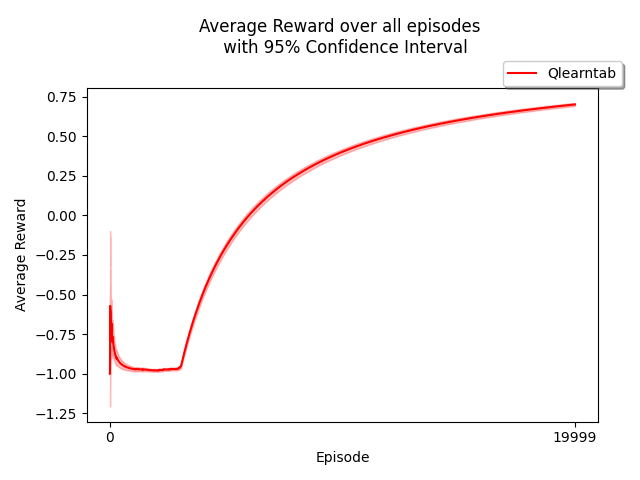 Average Reward over all episodes
with 95% Confidence Interval
Qlearntab
0.75
0.50
0.25
0.00
−0.25
−0.50
−0.75
−1.00
−1.25
Average Reward
0
19999
Episode